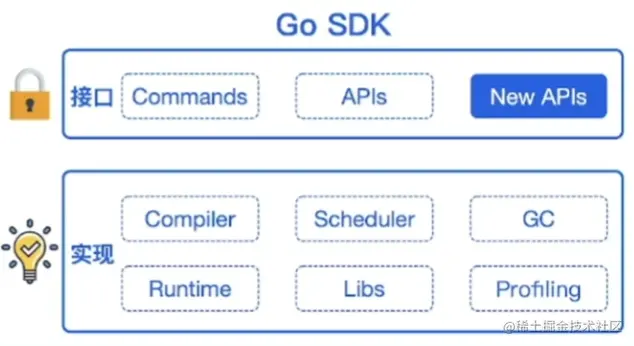 Go SDK
接口 Commands APIs New APIs
Compiler Scheduler GC
实现
Runtime Libs Profiling
@稀土掘金技术社区